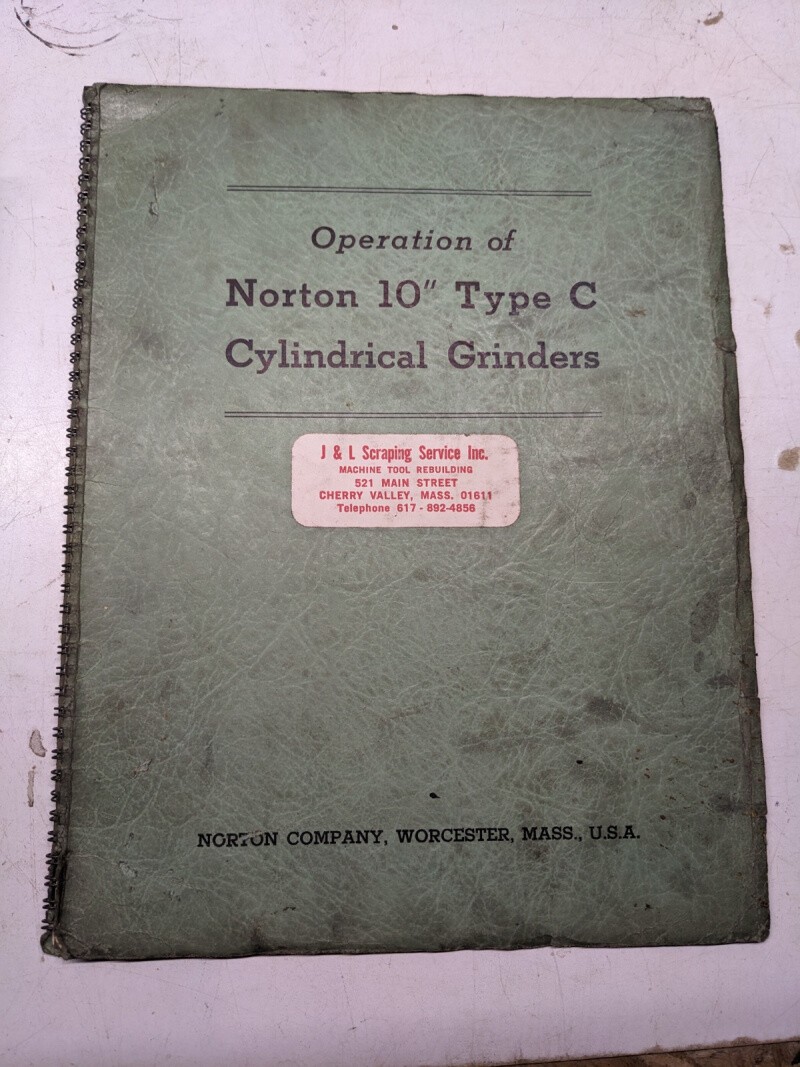 Operation of
Norton 10" Type C
Cylindrical Grinders
J & L Scraping Service Inc.
MACHINE TOOL REBUILDING
521 MAIN STREET
CHERRY VALLEY, MASS. 01611
Telephone 617 - 892-4856
NORTON COMPANY, WORCESTER, MASS., U.S.A.